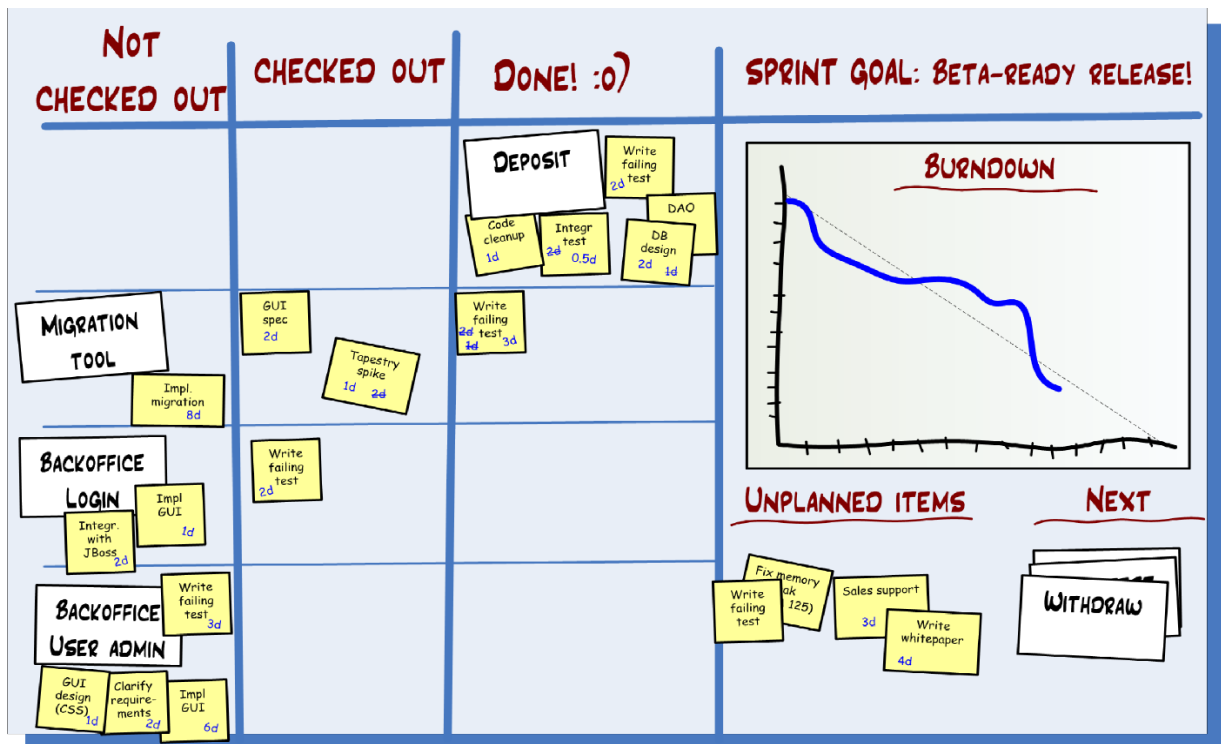 NOT
CHECKED OUT
CHECKED OUT
DONE! :o)
SPRINT GOAL: BETA-READY RELEASE!
DEPOSIT
Write
failing
test
2d
Code
cleanup
1d
Integr
test
2d 0.5d
DAO
DB
design
2d 1d
MIGRATION
TOOL
Impl.
migration
8d
GUI
spec
2d
Tapestry
spike
1d 2d
Write
failing
2d test
1d 3d
BACKOFFICE
LOGIN
Impl
GUI
1d
Integr.
with
JBoss
2d
Write
failing
test
2d
BACKOFFICE
USER ADMIN
Write
failing
test
3d
GUI
design
(CSS)
1d
Clarify
require-
ments
2d
Impl
GUI
6d
BURNDOWN
UNPLANNED ITEMS
Fix memory
125)
Write
failing
test
Sales support
3d
Write
whitepaper
4d
NEXT
WITHDRAW